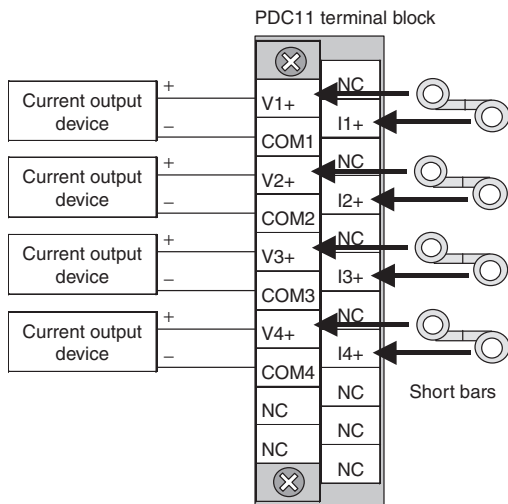 PDC11 terminal block
Current output
device
+
−
Current output
device
+
−
Current output
device
+
−
Current output
device
+
−
V1+
COM1
V2+
COM2
V3+
COM3
V4+
COM4
NC
NC
NC
I1+
NC
I2+
NC
I3+
NC
I4+
NC
NC
NC
Short bars